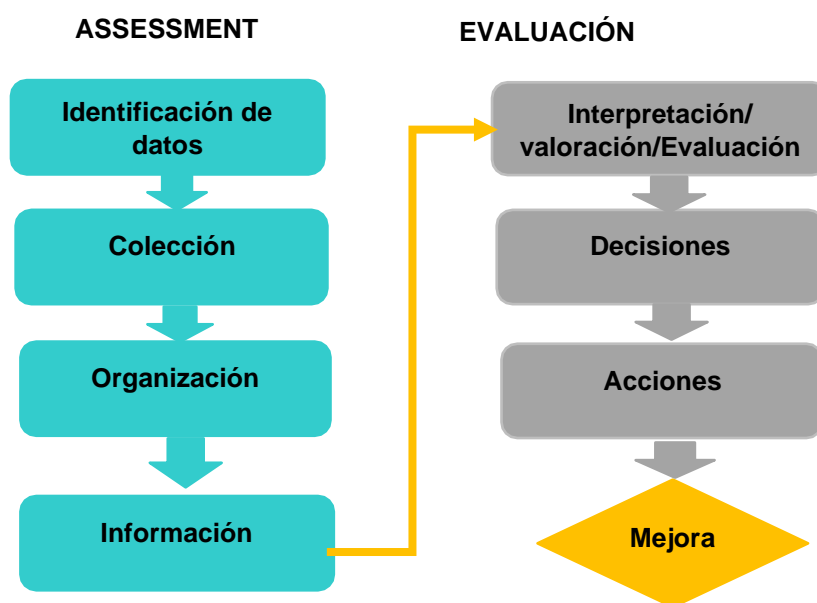 ASSESSMENT
Identificación de
datos
Colección
Organización
Información
EVALUACIÓN
Interpretación/
valoración/Evaluación
Decisiones
Acciones
Mejora